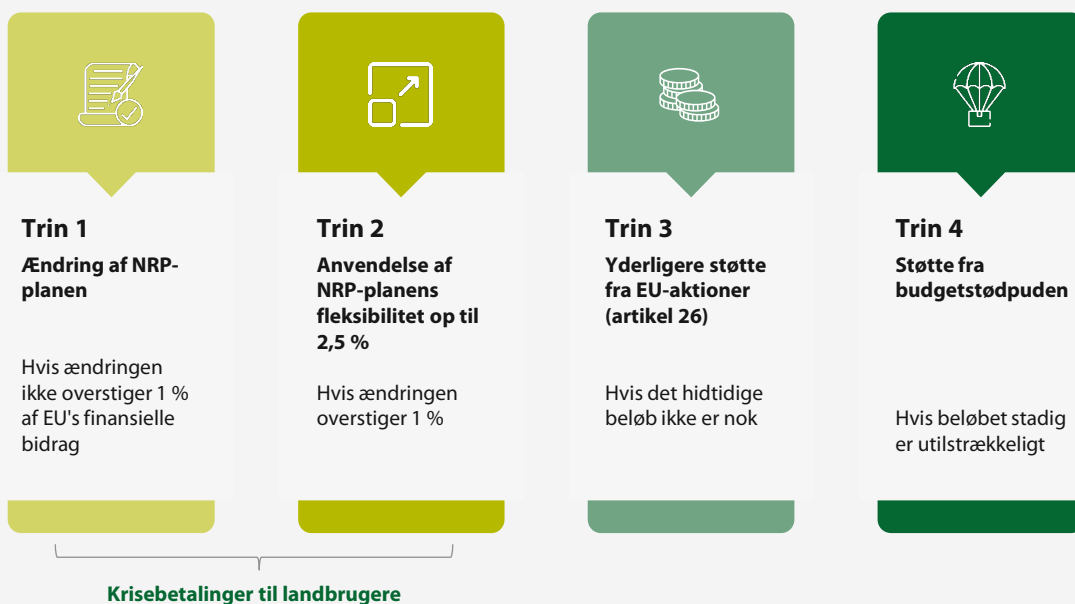 Trin 1
Ændring af NRP-
planen
Hvis ændringen
ikke overstiger 1 %
af EU's finansielle
bidrag
Trin 2
Anvendelse af
NRP-planens
fleksibilitet op til
2,5 %
Hvis ændringen
overstiger 1 %
Trin 3
Yderligere støtte
fra EU-aktioner
(artikel 26)
Hvis det hidtidige
beløb ikke er nok
Trin 4
Støtte fra
budgetstødpuden
Hvis beløbet stadig
er utilstrækkeligt
Krisebetalinger til landbrugere